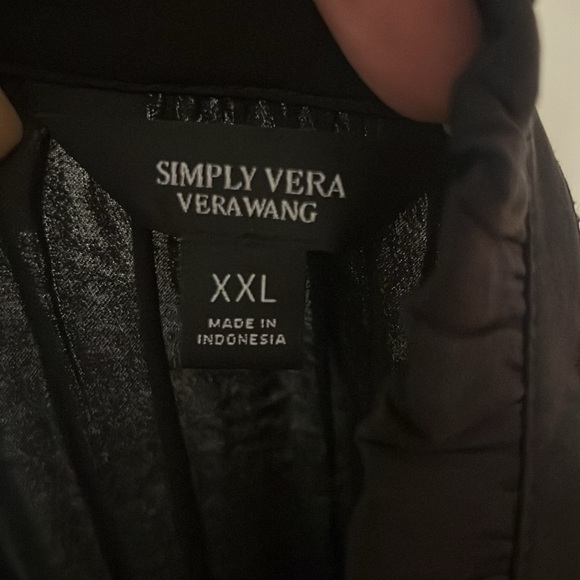 SIMPLY VERA
VERAWANG
XXL
MADE IN
INDONESIA